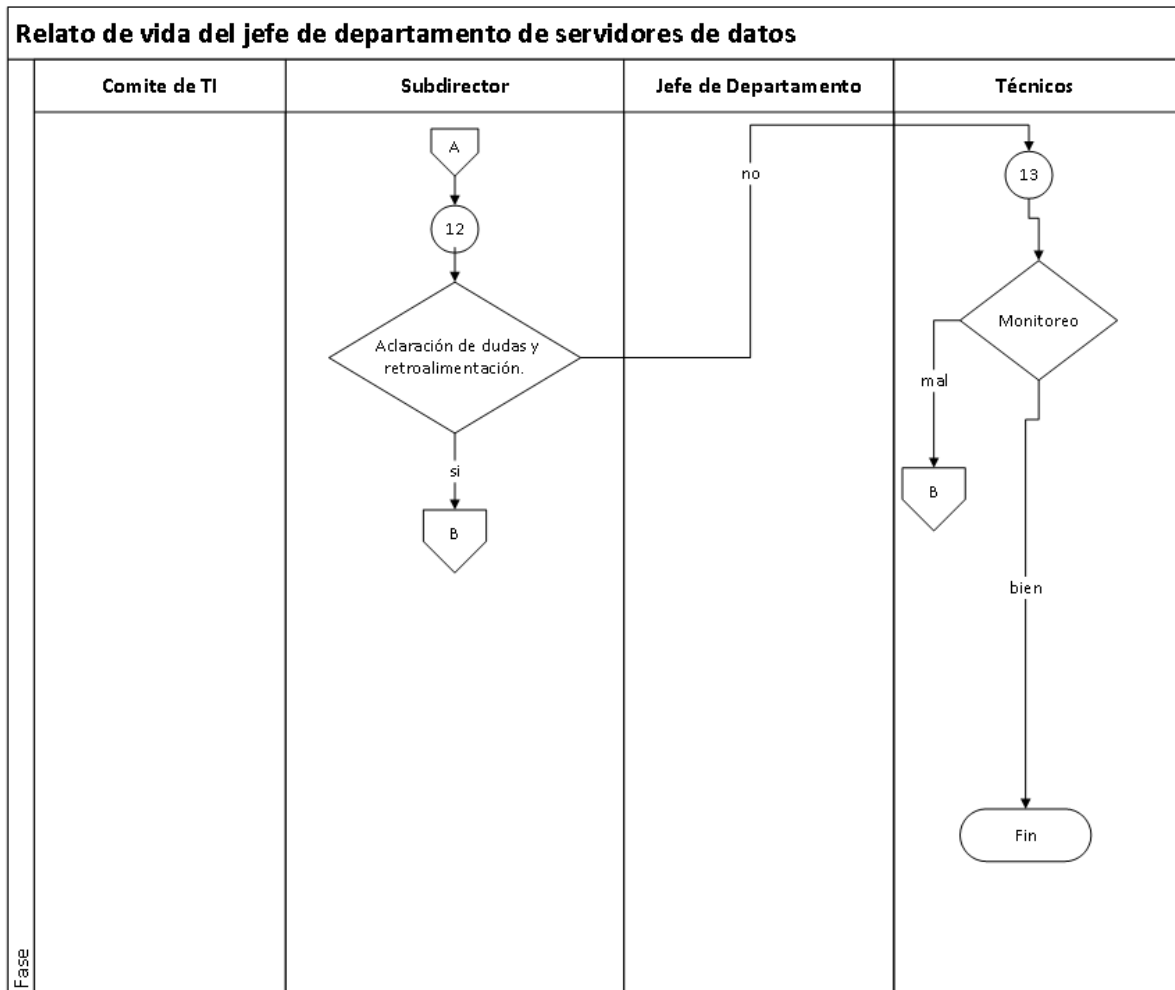 Relato de vida del jefe de departamento de servidores de datos
Comite de TI
Subdirector
Jefe de Departamento
Técnicos
A
12
Aclaración de dudas y
retroalimentación.
si
B
no
13
Monitoreo
mal
B
bien
Fin
Fase